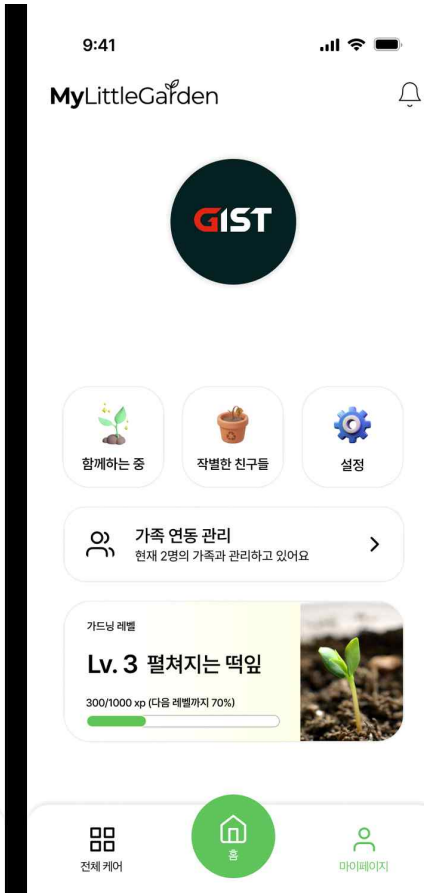 9:41
MyLittleGarden
GIST
함께하는 중
작별한 친구들
설정
가족 연동 관리
현재 2명의 가족과 관리하고 있어요
가드닝 레벨
Lv. 3 펼쳐지는 떡잎
300/1000 xp (다음 레벨까지 70%)
전체 케어
홈
마이페이지